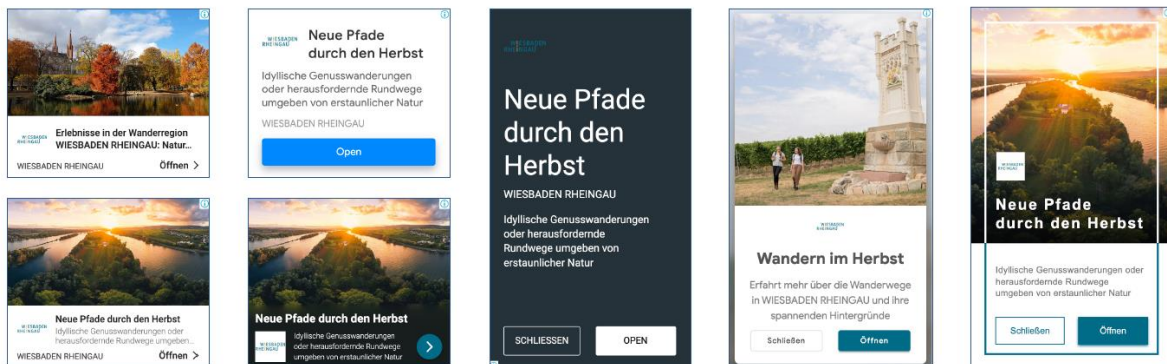 WIESBADEN
RHEINGAU
Erlebnisse in der Wanderregion
WIESBADEN RHEINGAU: Natur...
WIESBADEN RHEINGAU
Öffnen >
WIESBADEN
RHEINGAU
Neue Pfade durch den Herbst
Idyllische Genusswanderungen oder
herausfordernde Rundwege umgeben...
WIESBADEN RHEINGAU
Öffnen >
WIESBADEN
RHEINGAU
Neue Pfade
durch den Herbst
Idyllische Genusswanderungen
oder herausfordernde Rundwege
umgeben von erstaunlicher Natur
WIESBADEN RHEINGAU
Open
Neue Pfade durch den Herbst
WIESBADEN
RHEINGAU
Idyllische Genusswanderungen
oder herausfordernde Rundwege
umgeben von erstaunlicher Natur
WIESBADEN
RHEINGAU
Neue Pfade
durch den
Herbst
WIESBADEN RHEINGAU
Idyllische Genusswanderungen
oder herausfordernde
Rundwege umgeben von
erstaunlicher Natur
SCHLIESSEN
OPEN
WIESBADEN
RHEINGAU
Wandern im Herbst
Erfahrt mehr über die Wanderwege
in WIESBADEN RHEINGAU und ihre
spannenden Hintergründe
Schließen
Öffnen
WIESBADEN
RHEINGAU
Neue Pfade
durch den Herbst
Idyllische Genusswanderungen oder
herausfordernde Rundwege
umgeben von erstaunlicher Natur
Schließen
Öffnen